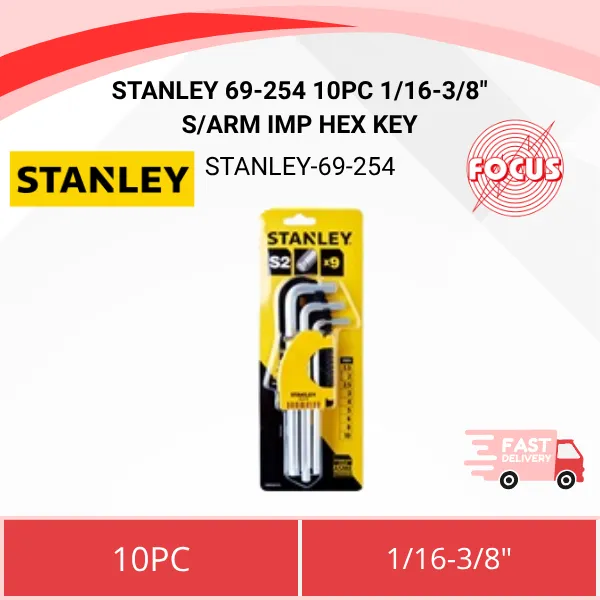 STANLEY 69-254 10PC 1/16-3/8"
S/ARM IMP HEX KEY
STANLEY
STANLEY-69-254
FOCUS
STANLEY
S2
x9
FAST
DELIVERY
10PC
1/16-3/8"